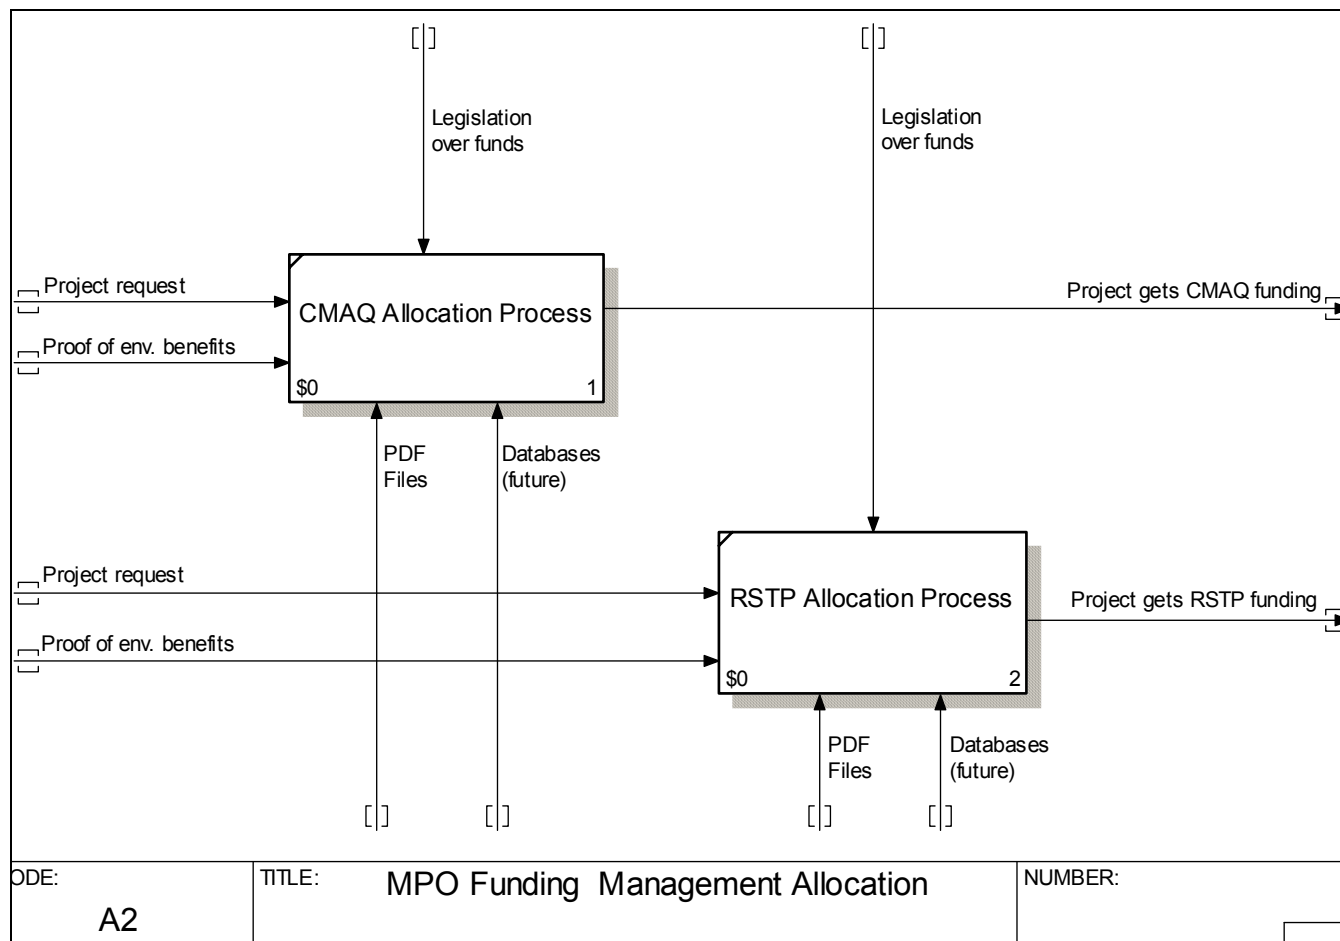 Legislation
over funds
Legislation
over funds
Project request
Project gets CMAQ funding
CMAQ Allocation Process
Proof of env. benefits
$0
1
PDF
Files
Databases
(future)
Project request
RSTP Allocation Process
Project gets RSTP funding
Proof of env. benefits
$0
2
PDF
Files
Databases
(future)
ODE:
A2
TITLE:
MPO Funding Management Allocation
NUMBER: